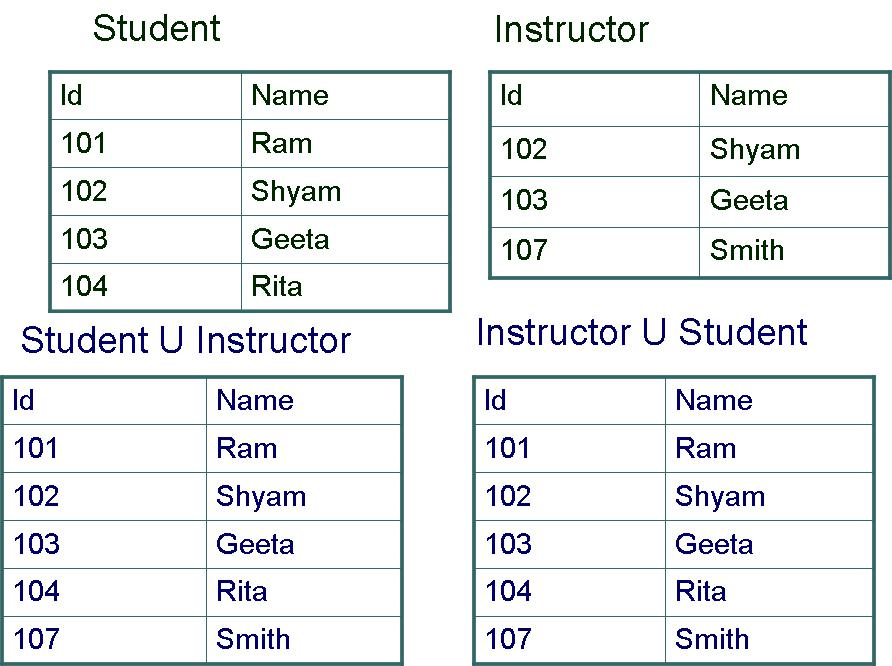 Student
Id Name
101 Ram
102 Shyam
103 Geeta
104 Rita
Instructor
Id Name
102 Shyam
103 Geeta
107 Smith
Student U Instructor
Id Name
101 Ram
102 Shyam
103 Geeta
104 Rita
107 Smith
Instructor U Student
Id Name
101 Ram
102 Shyam
103 Geeta
104 Rita
107 Smith